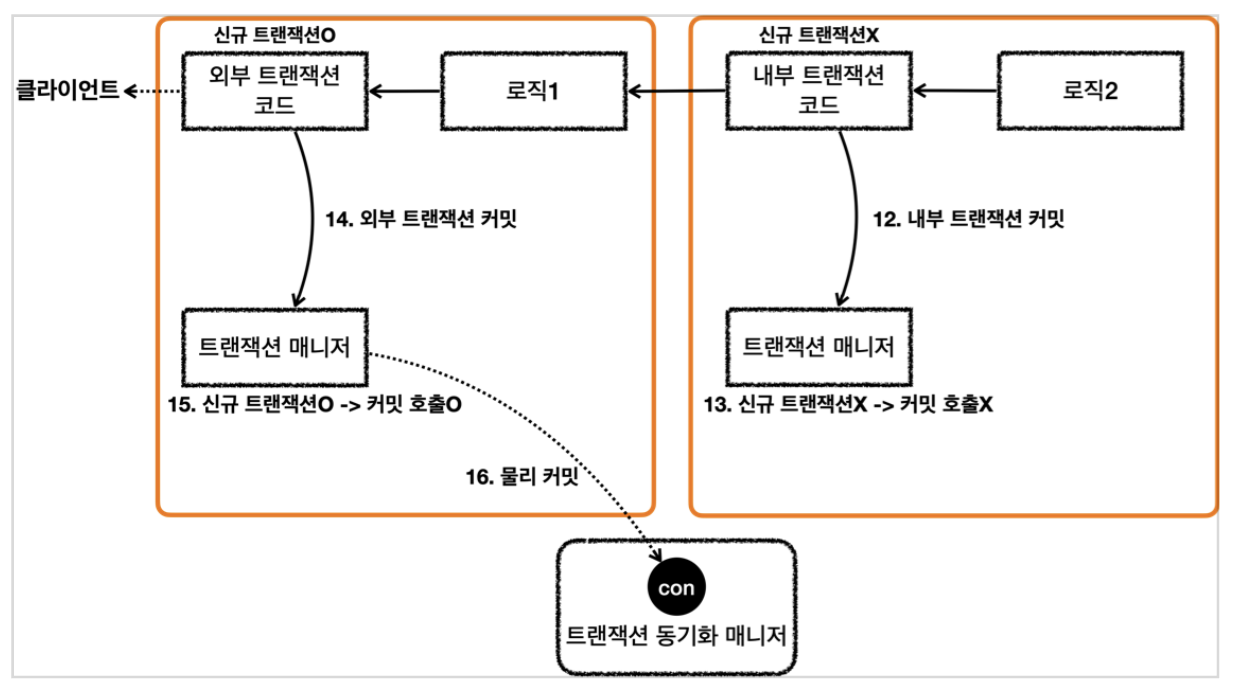 신규 트랜잭션O
외부 트랜잭션
코드
로직1
신규 트랜잭션X
내부 트랜잭션
코드
로직2
클라이언트
14. 외부 트랜잭션 커밋
12. 내부 트랜잭션 커밋
트랜잭션 매니저
트랜잭션 매니저
15. 신규 트랜잭션O -> 커밋 호출O
13. 신규 트랜잭션X -> 커밋 호출X
16. 물리 커밋
con
트랜잭션 동기화 매니저